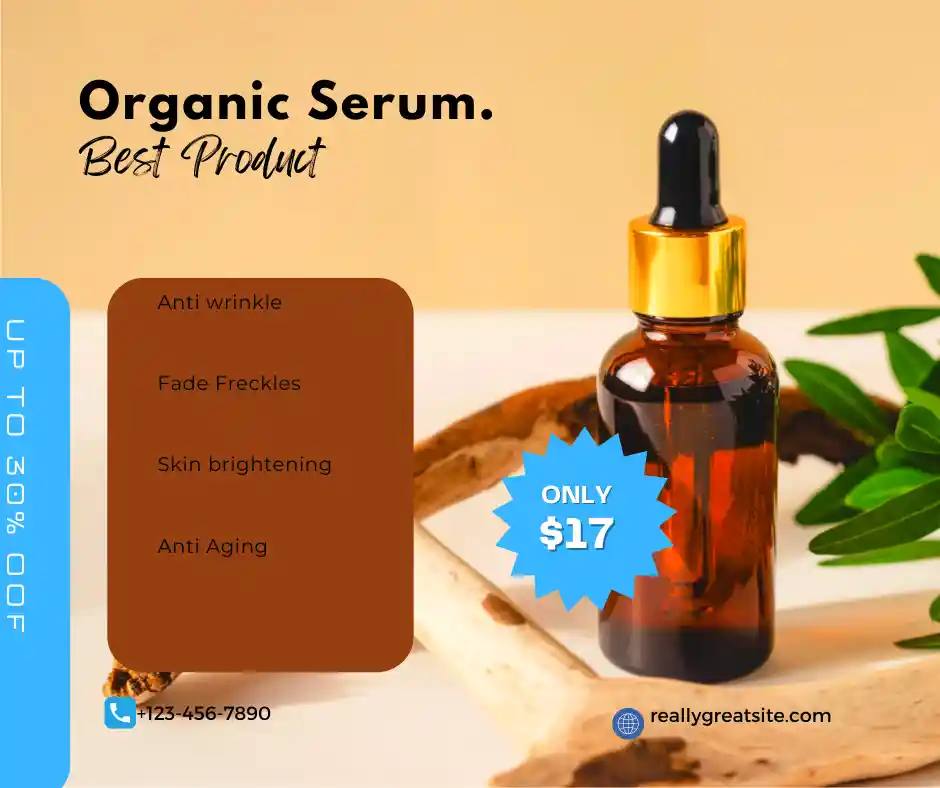 Organic Serum.
Best Product
UP TO 30% OOF
Anti wrinkle
Fade Freckles
Skin brightening
Anti Aging
ONLY
$17
+123-456-7890
reallygreatsite.com